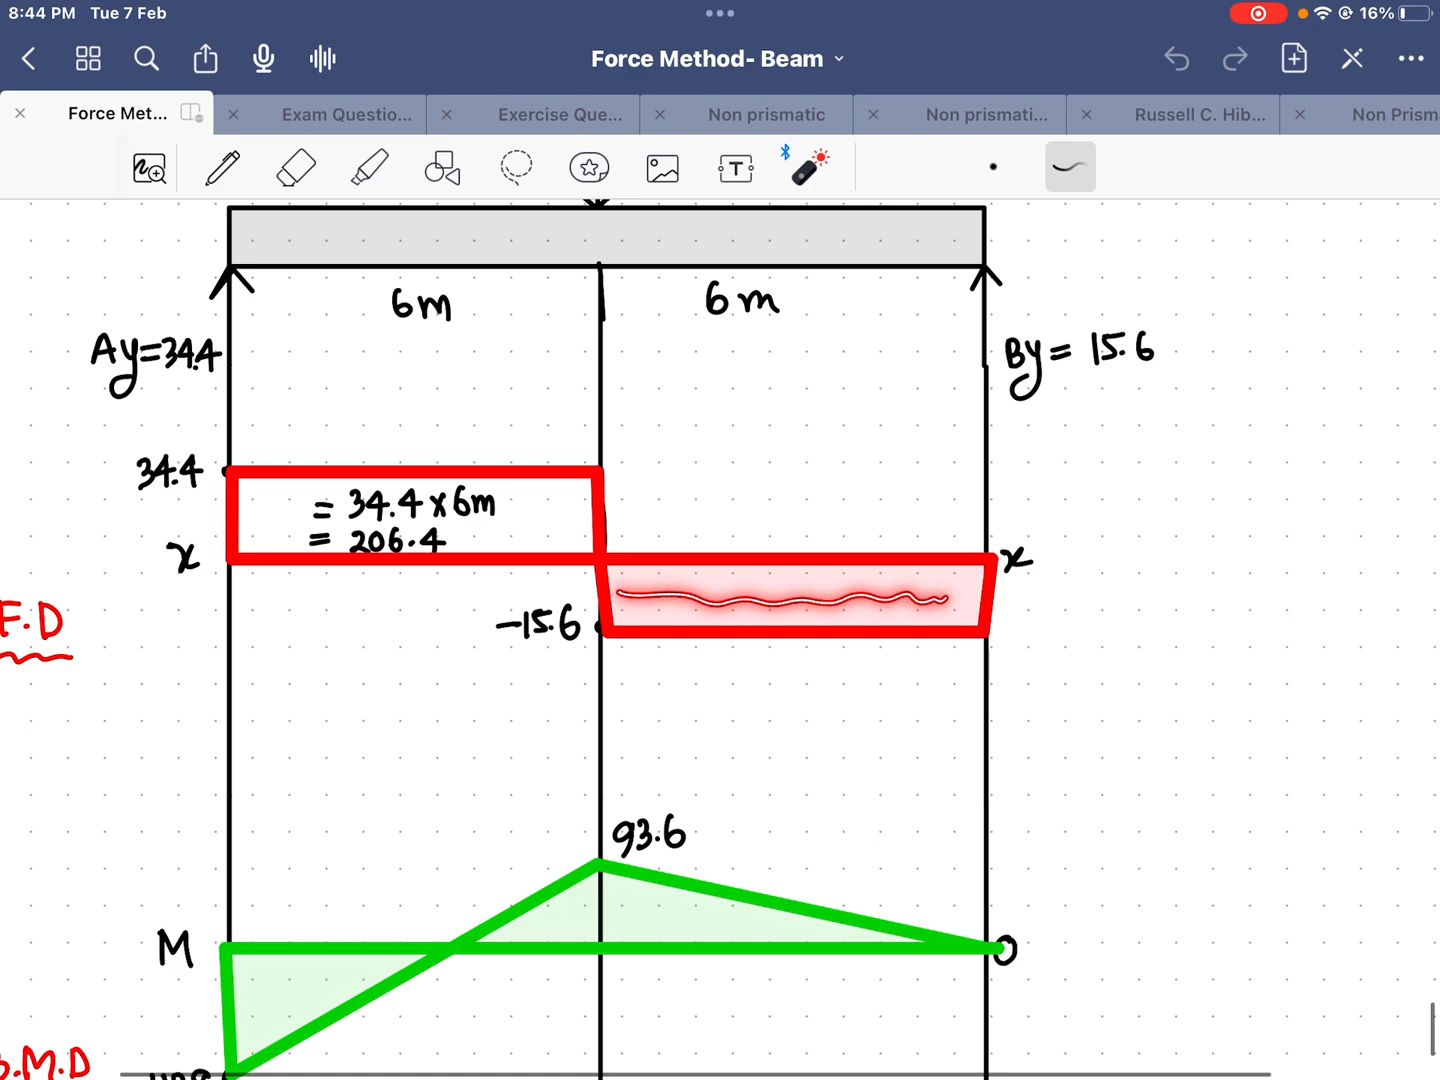 8:44 PM Tue 7 Feb
16%
Force Method- Beam
Force Met...
Exam Questio...
Exercise Que...
Non prismatic
Non prismati...
Russell C. Hib...
Non Prism
T
6m
6m
Ay=34.4
By= 15.6
34.4
= 34.4x6m
= 206.4
x
x
F.D
-15.6
93.6
M
0
.M.D